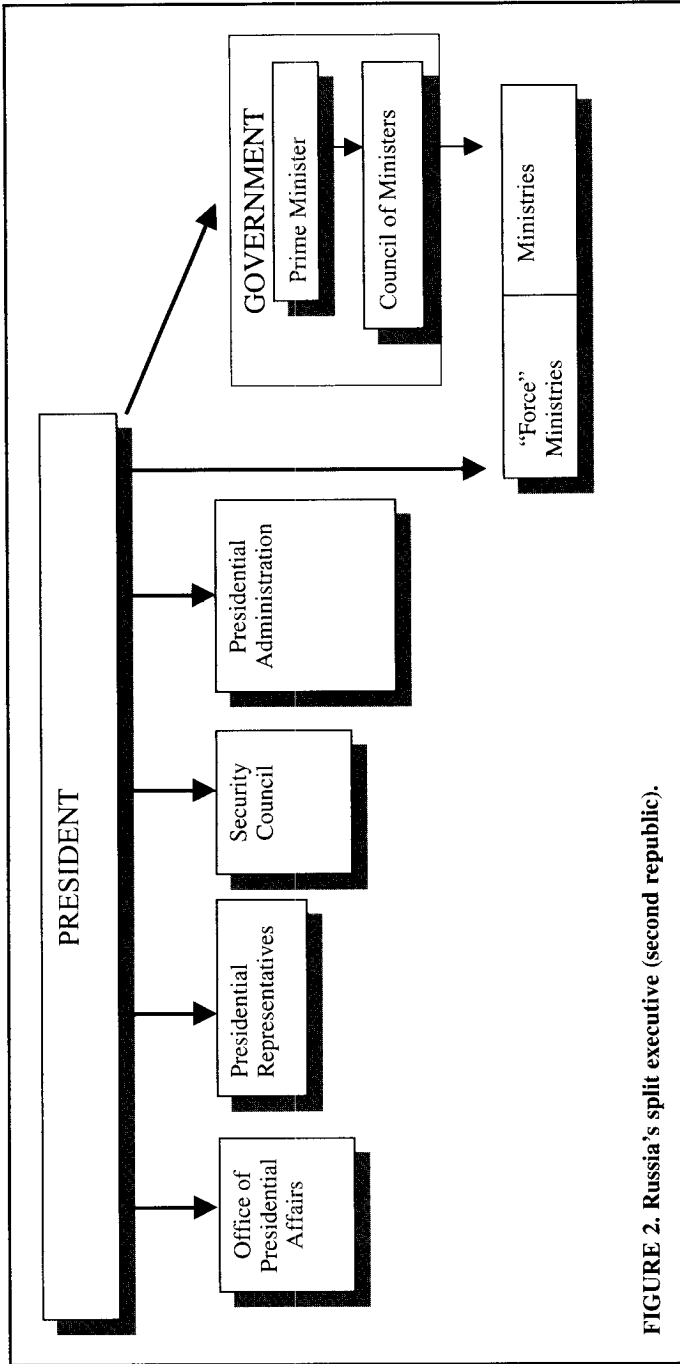 PRESIDENT
Office of
Presidential
Affairs
Presidential
Representatives
Security
Council
Presidential
Administration
GOVERNMENT
Prime Minister
Council of Ministers
“Force”
Ministries
Ministries
FIGURE 2. Russia’s split executive (second republic).